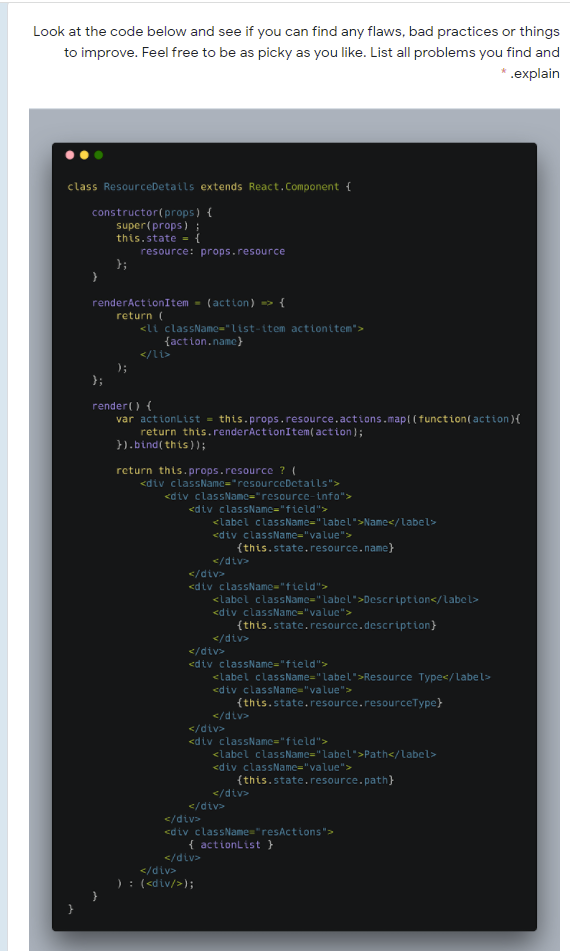 Look at the code below and see if you can find any flaws, bad practices or things
to improve. Feel free to be as picky as you like. List all problems you find and
* .explain
class ResourceDetails extends React.Component {
constructor(props) {
super(props) ;
this.state = {
resource: props.resource
};
}
renderActionItem = (action) => {
return (
<li className="list-item actionitem">
{action.name}
</li>
);
};
render() {
var actionList = this.props.resource.actions.map((function(action){
return this.renderActionItem(action);
}).bind(this));
return this.props.resource ? (
<div className="resourceDetails">
<div className="resource-info">
<div className="field">
<label className="label">Name</label>
<div className="value">
{this.state.resource.name}
</div>
</div>
<div className="field">
<label className="label">Description</label>
<div className="value">
{this.state.resource.description}
</div>
</div>
<div className="field">
<label className="label">Resource Type</label>
<div className="value">
{this.state.resource.resourceType}
</div>
</div>
<div className="field">
<label className="label">Path</label>
<div className="value">
{this.state.resource.path}
</div>
</div>
</div>
<div className="resActions">
{ actionList }
</div>
</div>
) : (<div/>);
}
}